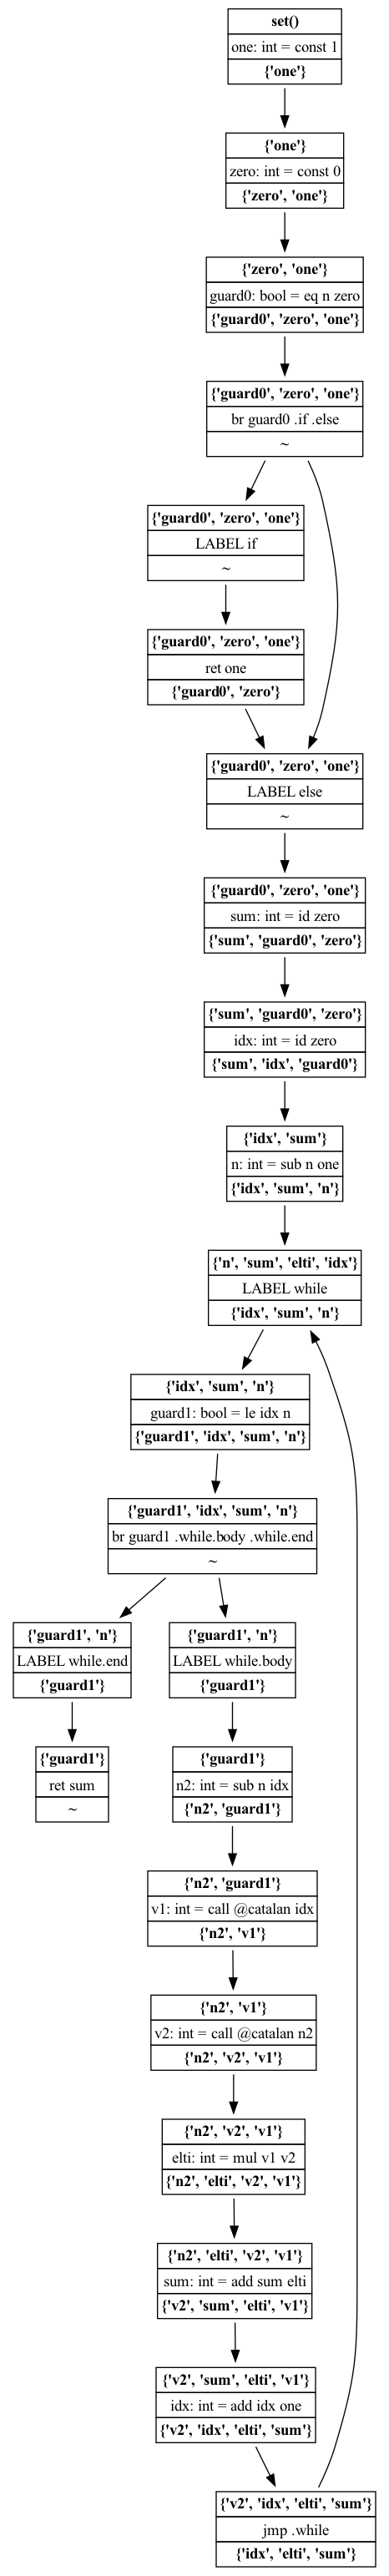 set()
one: int = const 1
{'one'}
{'one'}
zero: int = const 0
{'zero', 'one'}
{'zero', 'one'}
guard0: bool = eq n zero
{'guard0', 'zero', 'one'}
{'guard0', 'zero', 'one'}
br guard0 .if .else
~
{'guard0', 'zero', 'one'}
LABEL if
~
{'guard0', 'zero', 'one'}
ret one
{'guard0', 'zero'}
{'guard0', 'zero', 'one'}
LABEL else
~
{'guard0', 'zero', 'one'}
sum: int = id zero
{'sum', 'guard0', 'zero'}
{'sum', 'guard0', 'zero'}
idx: int = id zero
{'sum', 'idx', 'guard0'}
{'idx', 'sum'}
n: int = sub n one
{'idx', 'sum', 'n'}
{'n', 'sum', 'elti', 'idx'}
LABEL while
{'idx', 'sum', 'n'}
{'idx', 'sum', 'n'}
guard1: bool = le idx n
{'guard1', 'idx', 'sum', 'n'}
{'guard1', 'idx', 'sum', 'n'}
br guard1 .while.body .while.end
~
{'guard1', 'n'}
LABEL while.end
{'guard1'}
{'guard1', 'n'}
LABEL while.body
{'guard1'}
{'guard1'}
ret sum
~
{'guard1'}
n2: int = sub n idx
{'n2', 'guard1'}
{'n2', 'guard1'}
v1: int = call @catalan idx
{'n2', 'v1'}
{'n2', 'v1'}
v2: int = call @catalan n2
{'n2', 'v2', 'v1'}
{'n2', 'v2', 'v1'}
elti: int = mul v1 v2
{'n2', 'elti', 'v2', 'v1'}
{'n2', 'elti', 'v2', 'v1'}
sum: int = add sum elti
{'v2', 'sum', 'elti', 'v1'}
{'v2', 'sum', 'elti', 'v1'}
idx: int = add idx one
{'v2', 'idx', 'elti', 'sum'}
{'v2', 'idx', 'elti', 'sum'}
jmp .while
{'idx', 'elti', 'sum'}